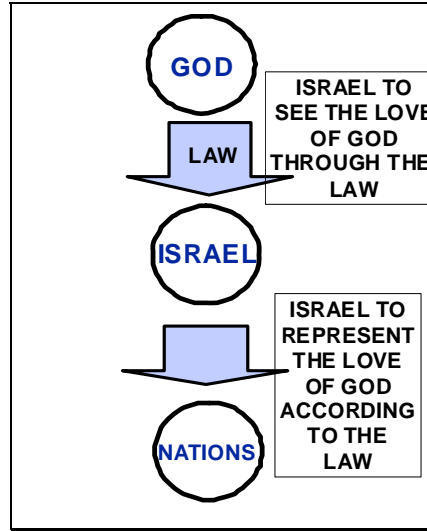 GOD
ISRAEL TO
SEE THE LOVE
OF GOD
THROUGH THE
LAW
LAW
ISRAEL
ISRAEL TO
REPRESENT
THE LOVE
OF GOD
ACCORDING
TO THE
LAW
NATIONS